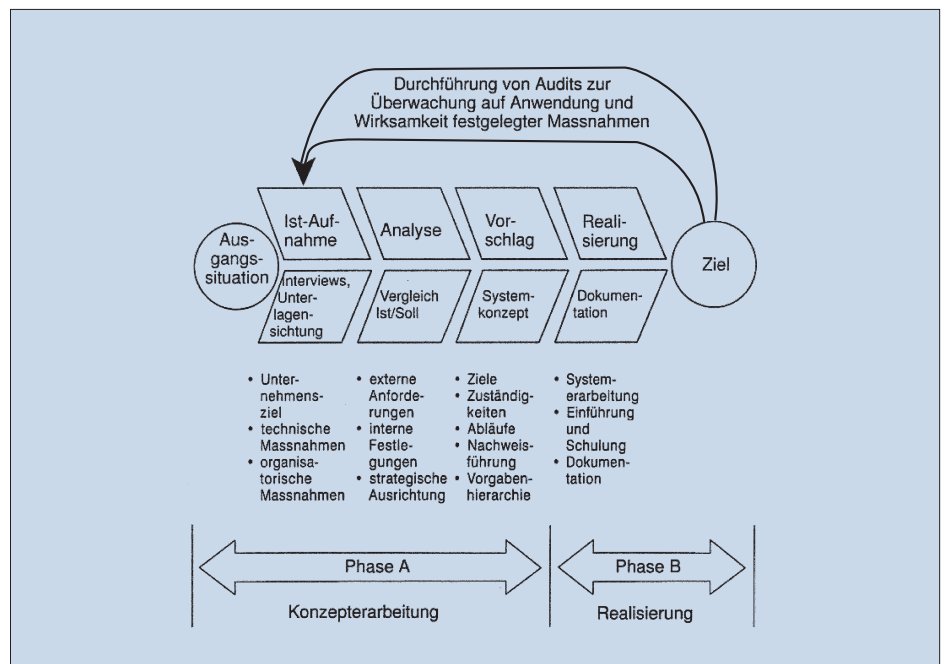 Durchführung von Audits zur
Überwachung auf Anwendung und
Wirksamkeit festgelegter Massnahmen
Aus-
gangs-
situation
Ist-Auf-
nahme
Analyse
Vor-
schlag
Reali-
sierung
Ziel
Interviews,
Unter-
lagen-
sichtung
Vergleich
Ist/Soll
System-
konzept
Dokumen-
tation
• Unter-
nehmens-
ziel
• technische
Massnahmen
• organisa-
torische
Massnahmen
• externe
Anforde-
rungen
• interne
Festle-
gungen
• strategische
Ausrichtung
• Ziele
• Zuständig-
keiten
• Abläufe
• Nachweis-
führung
• Vorgaben-
hierarchie
• System-
erarbeitung
• Einführung
und
Schulung
• Dokumen-
tation
Phase A
Phase B
Konzepterarbeitung
Realisierung